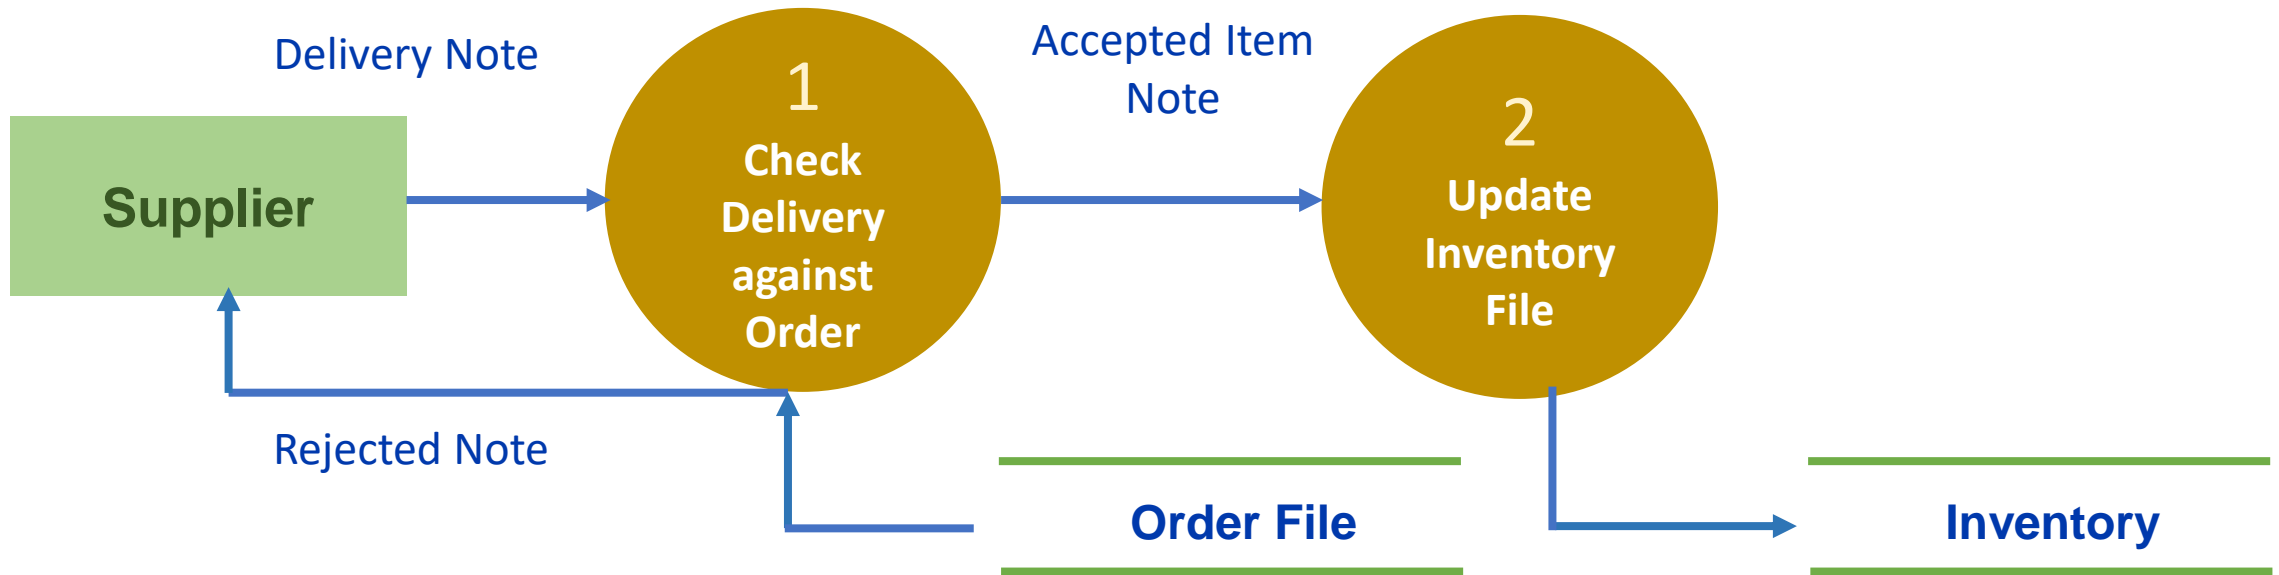 Delivery Note
Accepted Item
Note
1
Check
Delivery
against
Order
2
Update
Inventory
File
Supplier
Rejected Note
Order File
Inventory